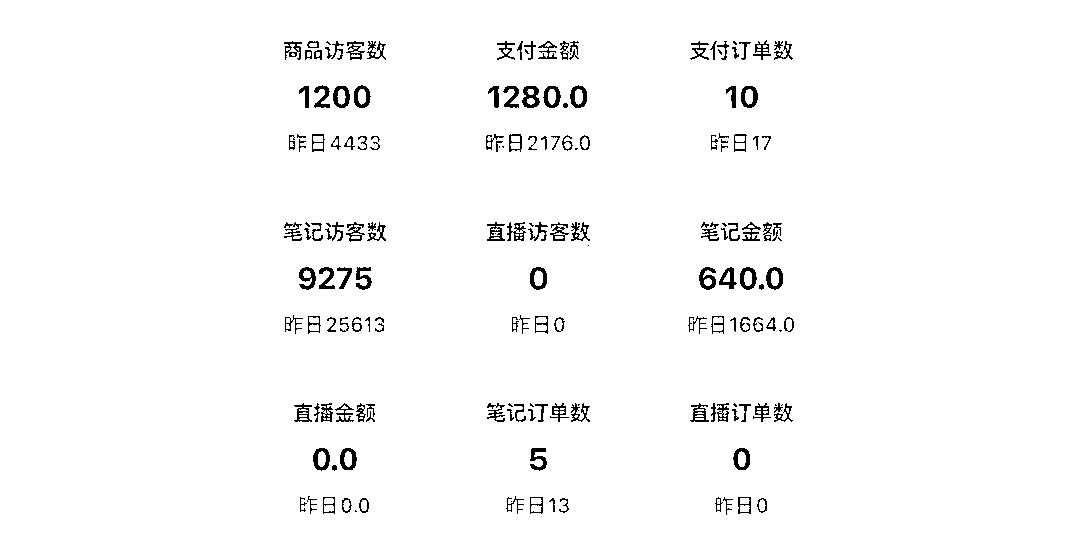 商品访客数 支付金额 支付订单数
1200 1280.0 10
昨日4433 昨日2176.0 昨日17
笔记访客数 直播访客数 笔记金额
9275 0 640.0
昨日25613 昨日0 昨日1664.0
直播金额 笔记订单数 直播订单数
0.0 5 0
昨日0.0 昨日13 昨日0